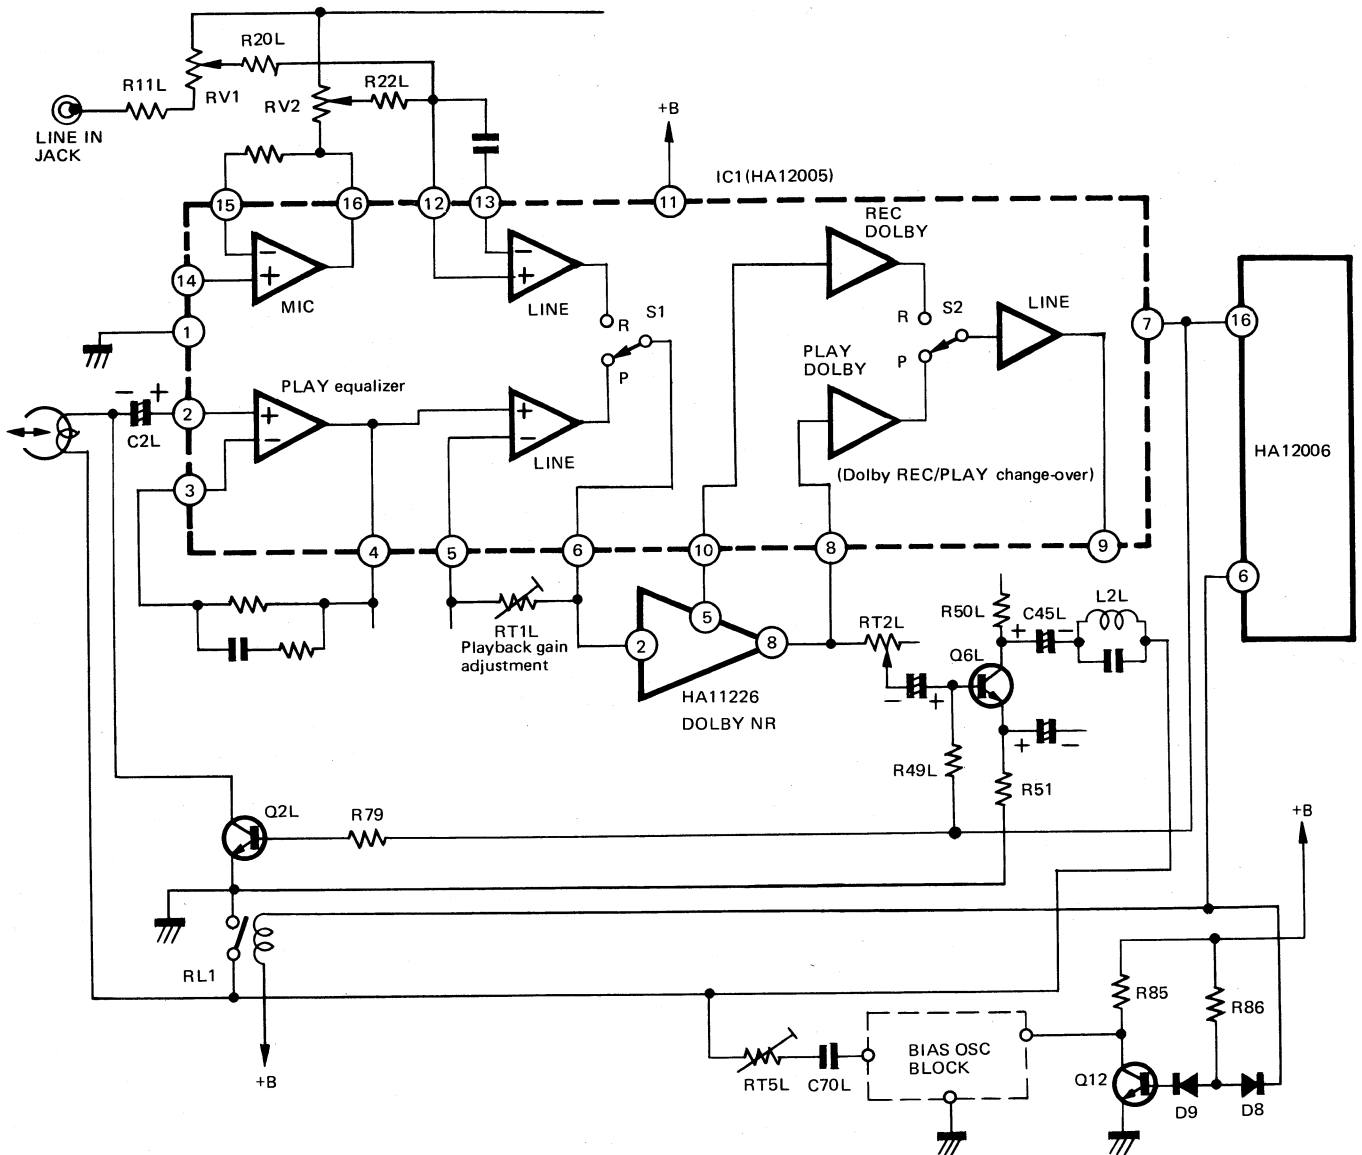 R20L
R11L
RV1
RV2
R22L
LINE IN
JACK
+B
IC1(HA12005)
15
16
12
13
11
REC
DOLBY
−
+
MIC
14
−
+
LINE
R
S1
P
R
S2
P
LINE
7
16
1
PLAY
DOLBY
− +
C2L
2
PLAY equalizer
+
−
+
−
LINE
(Dolby REC/PLAY change-over)
HA12006
3
4
5
6
10
8
9
6
RT1L
Playback gain
adjustment
2
5
8
HA11226
DOLBY NR
RT2L
− +
R50L
C45L
+ −
L2L
Q6L
+ −
R49L
R51
Q2L
R79
+B
RL1
+B
RT5L
C70L
BIAS OSC
BLOCK
R85
R86
Q12
D9
D8